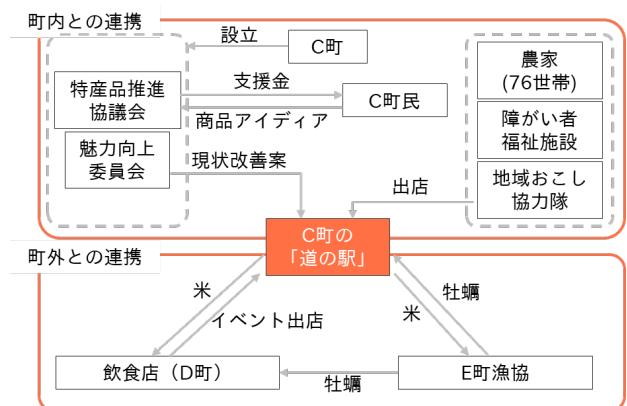 町内との連携
設立
C町
特産品推進
協議会
支援金
商品アイディア
C町民
農家
(76世帯)
障がい者
福祉施設
地域おこし
協力隊
魅力向上
委員会
現状改善案
出店
C町の
「道の駅」
町外との連携
米
イベント出店
牡蠣
米
飲食店（D町）
牡蠣
E町漁協